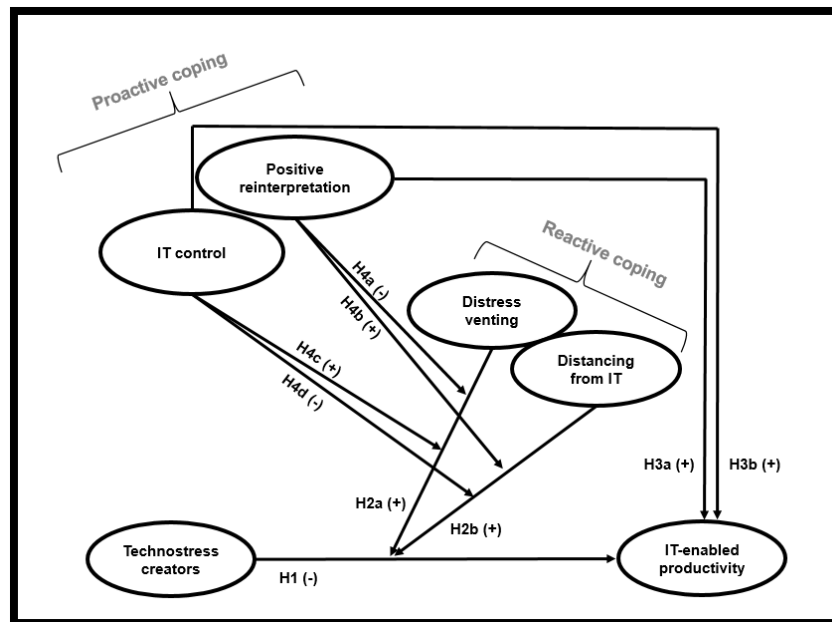 Proactive coping
Positive
reinterpretation
IT control
Reactive coping
H4a (-)
H4b (+)
Distress
venting
H4c (+)
H4d (-)
Distancing
from IT
H3a (+)
H3b (+)
H2a (+)
H2b (+)
Technostress
creators
H1 (-)
IT-enabled
productivity